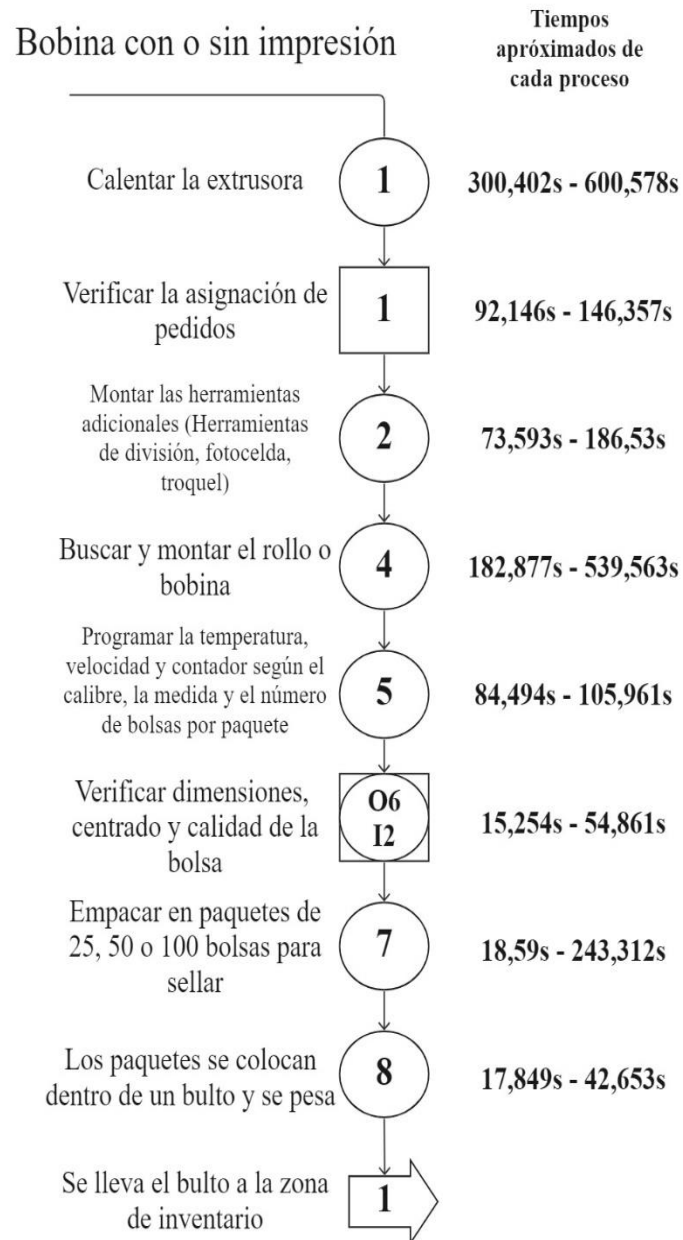 Bobina con o sin impresión
Tiempos
apróximados de
cada proceso
Calentar la extrusora
1
300,402s - 600,578s
Verificar la asignación de
pedidos
1
92,146s - 146,357s
Montar las herramientas
adicionales (Herramientas
de división, fotocelda,
troquel)
2
73,593s - 186,53s
Buscar y montar el rollo o
bobina
4
182,877s - 539,563s
Programar la temperatura,
velocidad y contador según el
calibre, la medida y el número
de bolsas por paquete
5
84,494s - 105,961s
Verificar dimensiones,
centrado y calidad de la
bolsa
O6
I2
15,254s - 54,861s
Empacar en paquetes de
25, 50 o 100 bolsas para
sellar
7
18,59s - 243,312s
Los paquetes se colocan
dentro de un bulto y se pesa
8
17,849s - 42,653s
Se lleva el bulto a la zona
de inventario
1